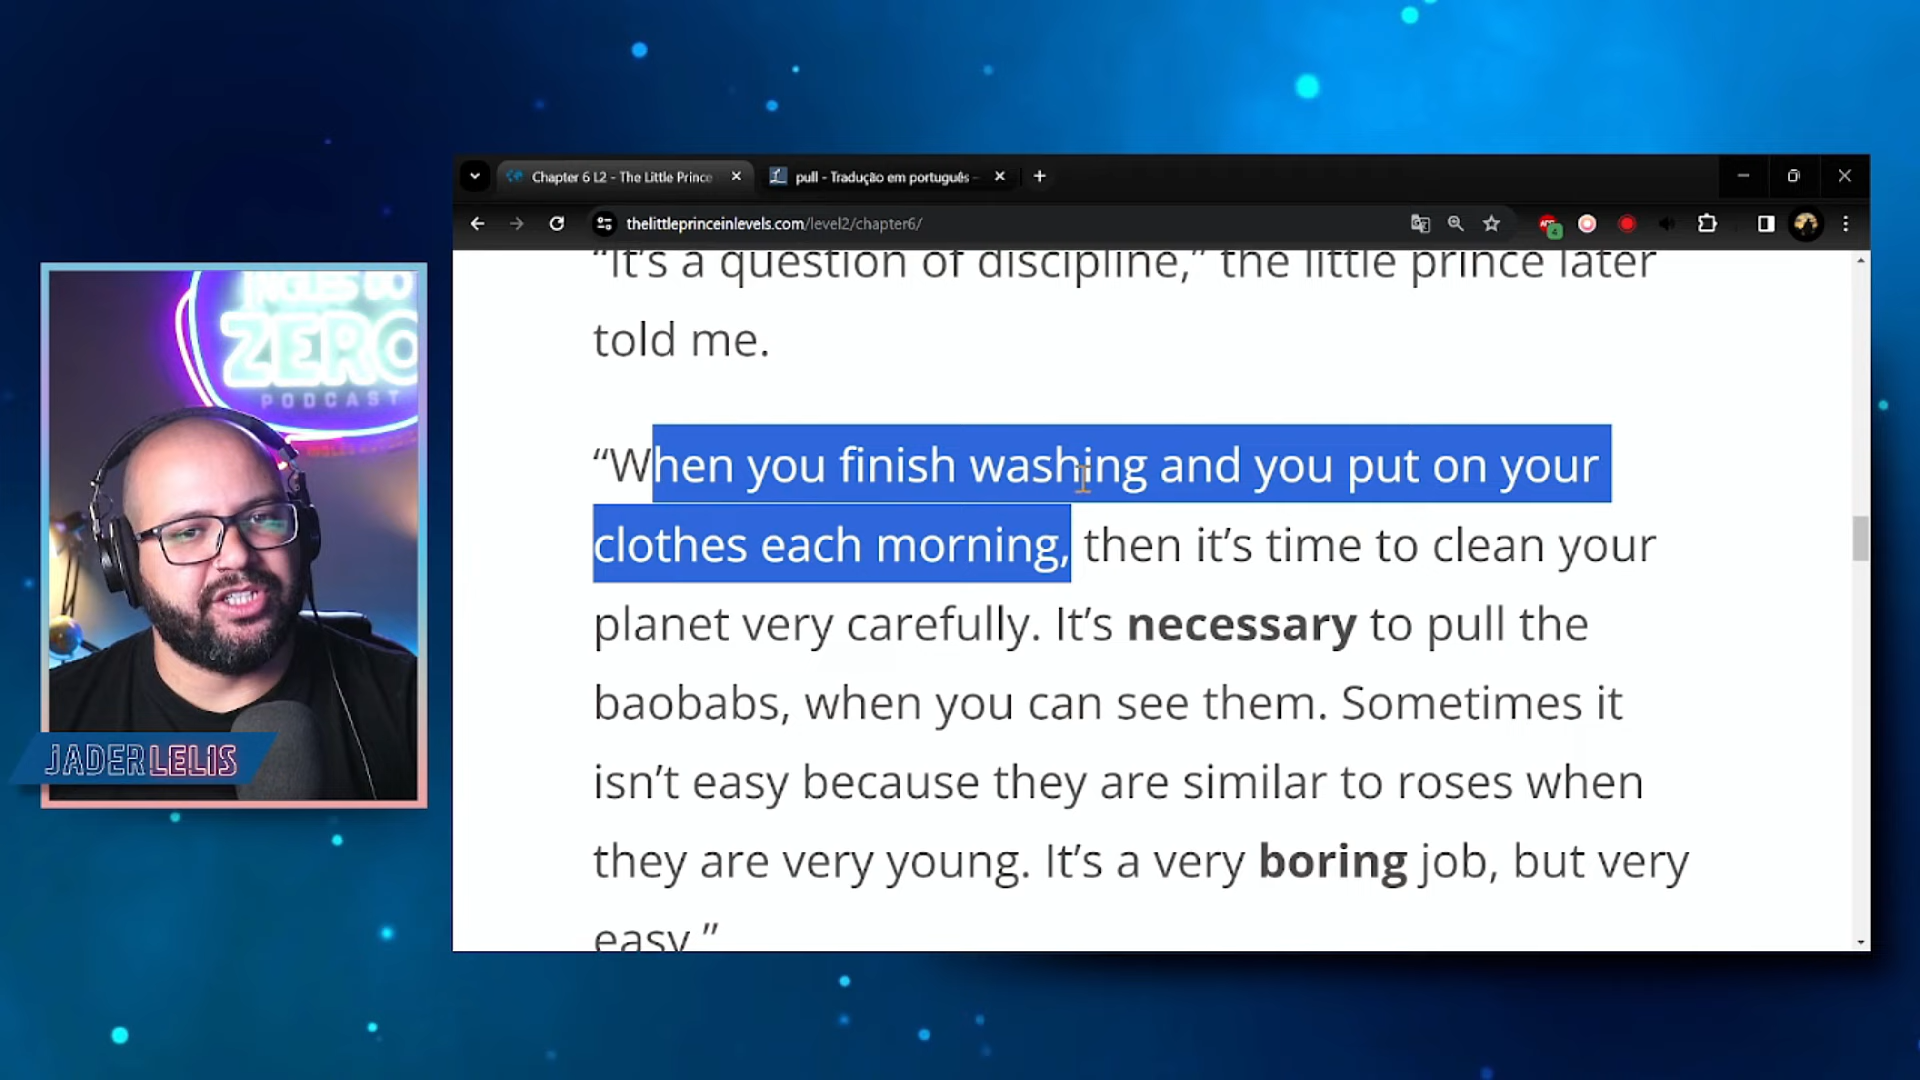 Chapter 6 L2 - The Little Prince
pull - Tradução em português -
thelittleprinceinlevels.com/level2/chapter6/
“It’s a question of discipline,” the little prince later
told me.
“When you finish washing and you put on your
clothes each morning, then it’s time to clean your
planet very carefully. It’s necessary to pull the
baobabs, when you can see them. Sometimes it
isn’t easy because they are similar to roses when
they are very young. It’s a very boring job, but very
easy.”
INGLÊS DO
ZERO
PODCAST
JADERLELIS